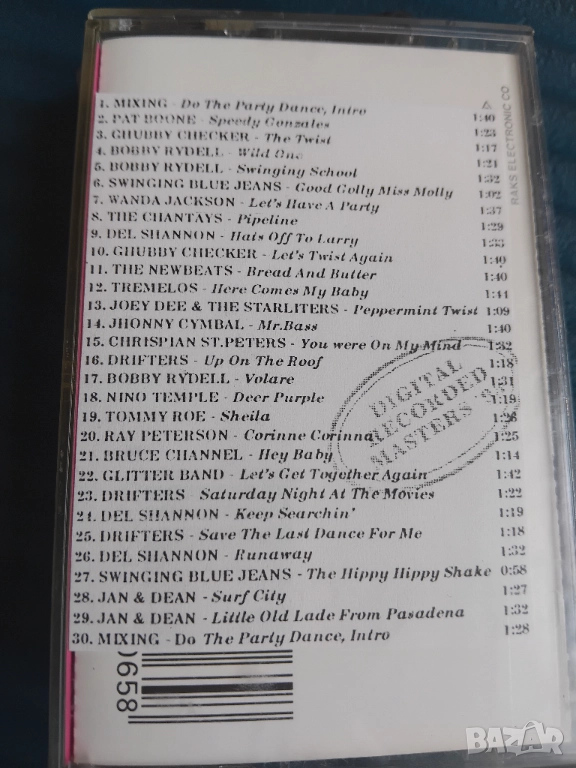 1. MIXING - Do The Party Dance, Intro 1:40
2. PAT BOONE - Speedy Gonzales 1:23
3. GHUBBY CHECKER - The Twist 1:17
4. BOBBY RYDELL - Wild One 1:21
5. BOBBY RYDELL - Swinging School 1:32
6. SWINGING BLUE JEANS - Good Golly Miss Molly 1:02
7. WANDA JACKSON - Let's Have A Party 1:37
8. THE CHANTAYS - Pipeline 1:29
9. DEL SHANNON - Hats Off To Larry 1:33
10. GHUBBY CHECKER - Let's Twist Again 1:40
11. THE NEWBEATS - Bread And Butter 1:40
12. TREMELOS - Here Comes My Baby 1:44
13. JOEY DEE & THE STARLITERS - Peppermint Twist 1:09
14. JHONNY CYMBAL - Mr.Bass 1:40
15. CHRISPIAN ST.PETERS - You were On My Mind 1:32
16. DRIFTERS - Up On The Roof 1:18
17. BOBBY RYDELL - Volare 1:31
18. NINO TEMPLE - Deer Purple 1:19
19. TOMMY ROE - Sheila 1:26
20. RAY PETERSON - Corinne Corinna 1:25
21. BRUCE CHANNEL - Hey Baby 1:14
22. GLITTER BAND - Let's Get Together Again 1:42
23. DRIFTERS - Saturday Night At The Movies 1:22
24. DEL SHANNON - Keep Searchin' 1:19
25. DRIFTERS - Save The Last Dance For Me 1:18
26. DEL SHANNON - Runaway 1:32
27. SWINGING BLUE JEANS - The Hippy Hippy Shake 0:58
28. JAN & DEAN - Surf City 1:27
29. JAN & DEAN - Little Old Lade From Pasadena 1:32
30. MIXING - Do The Party Dance, Intro 1:28
RAKS ELECTRONIC CO
DIGITAL
RECORDED
MASTERS
0658
BAZAR